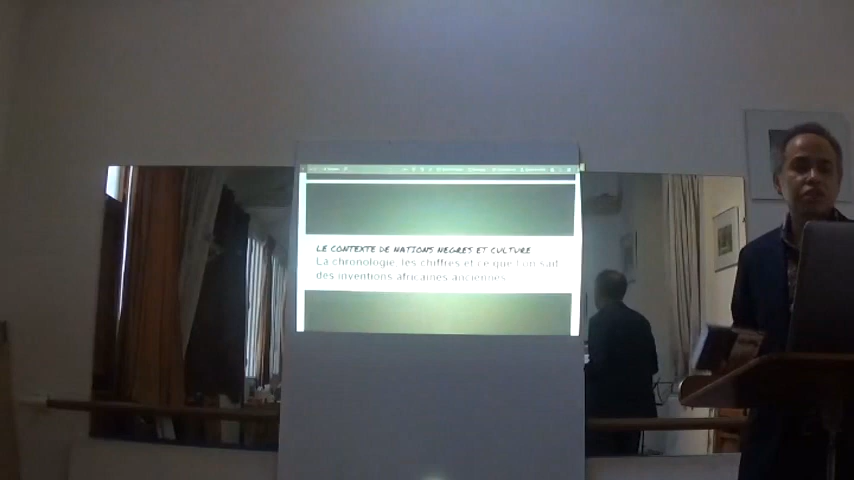 LE CONTEXTE DE NATIONS NEGRES ET CULTURE
La chronologie, les chiffres et ce que l'on sait
des inventions africaines anciennes